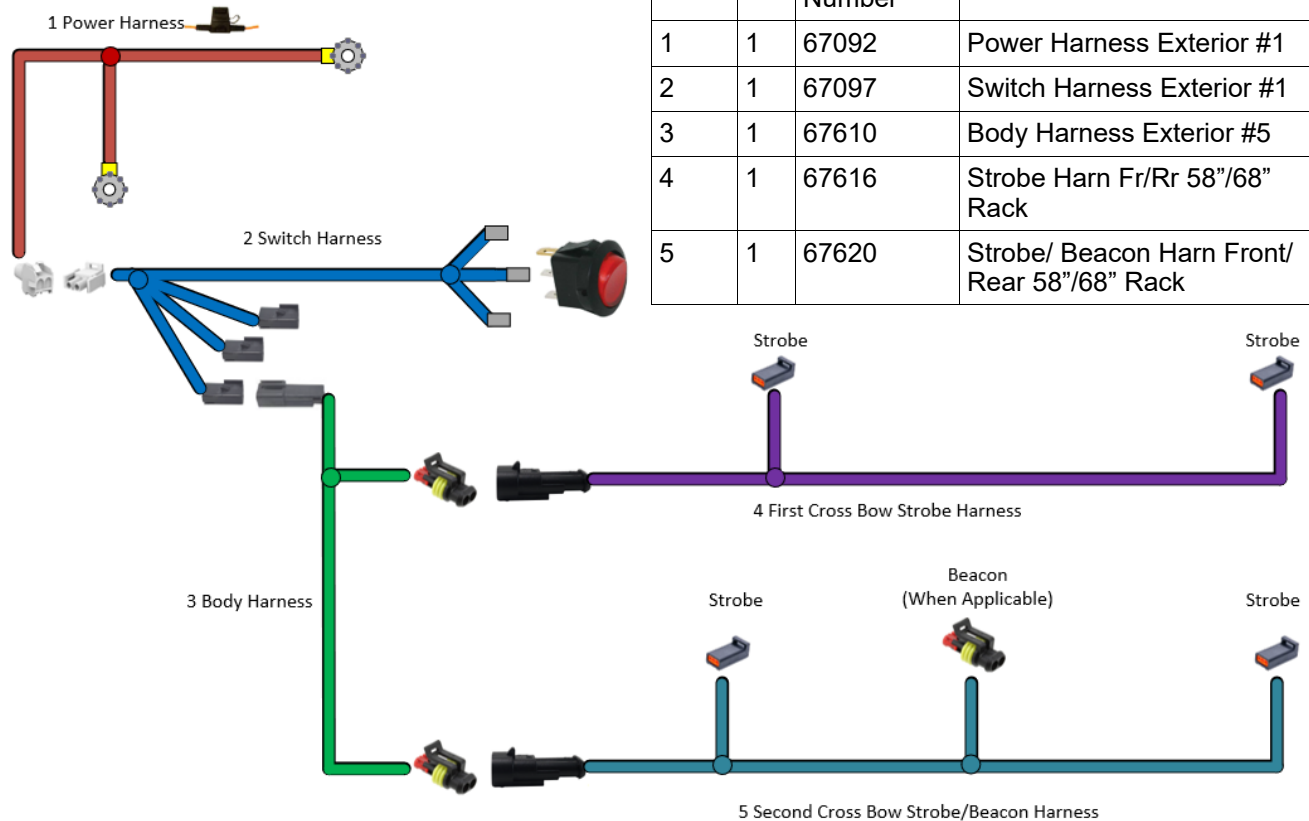 1 Power Harness
Number
1 1 67092 Power Harness Exterior #1
2 1 67097 Switch Harness Exterior #1
3 1 67610 Body Harness Exterior #5
4 1 67616 Strobe Harn Fr/Rr 58”/68”
Rack
5 1 67620 Strobe/ Beacon Harn Front/
Rear 58”/68” Rack
2 Switch Harness
Strobe
Strobe
4 First Cross Bow Strobe Harness
3 Body Harness
Strobe
Beacon
(When Applicable)
Strobe
5 Second Cross Bow Strobe/Beacon Harness